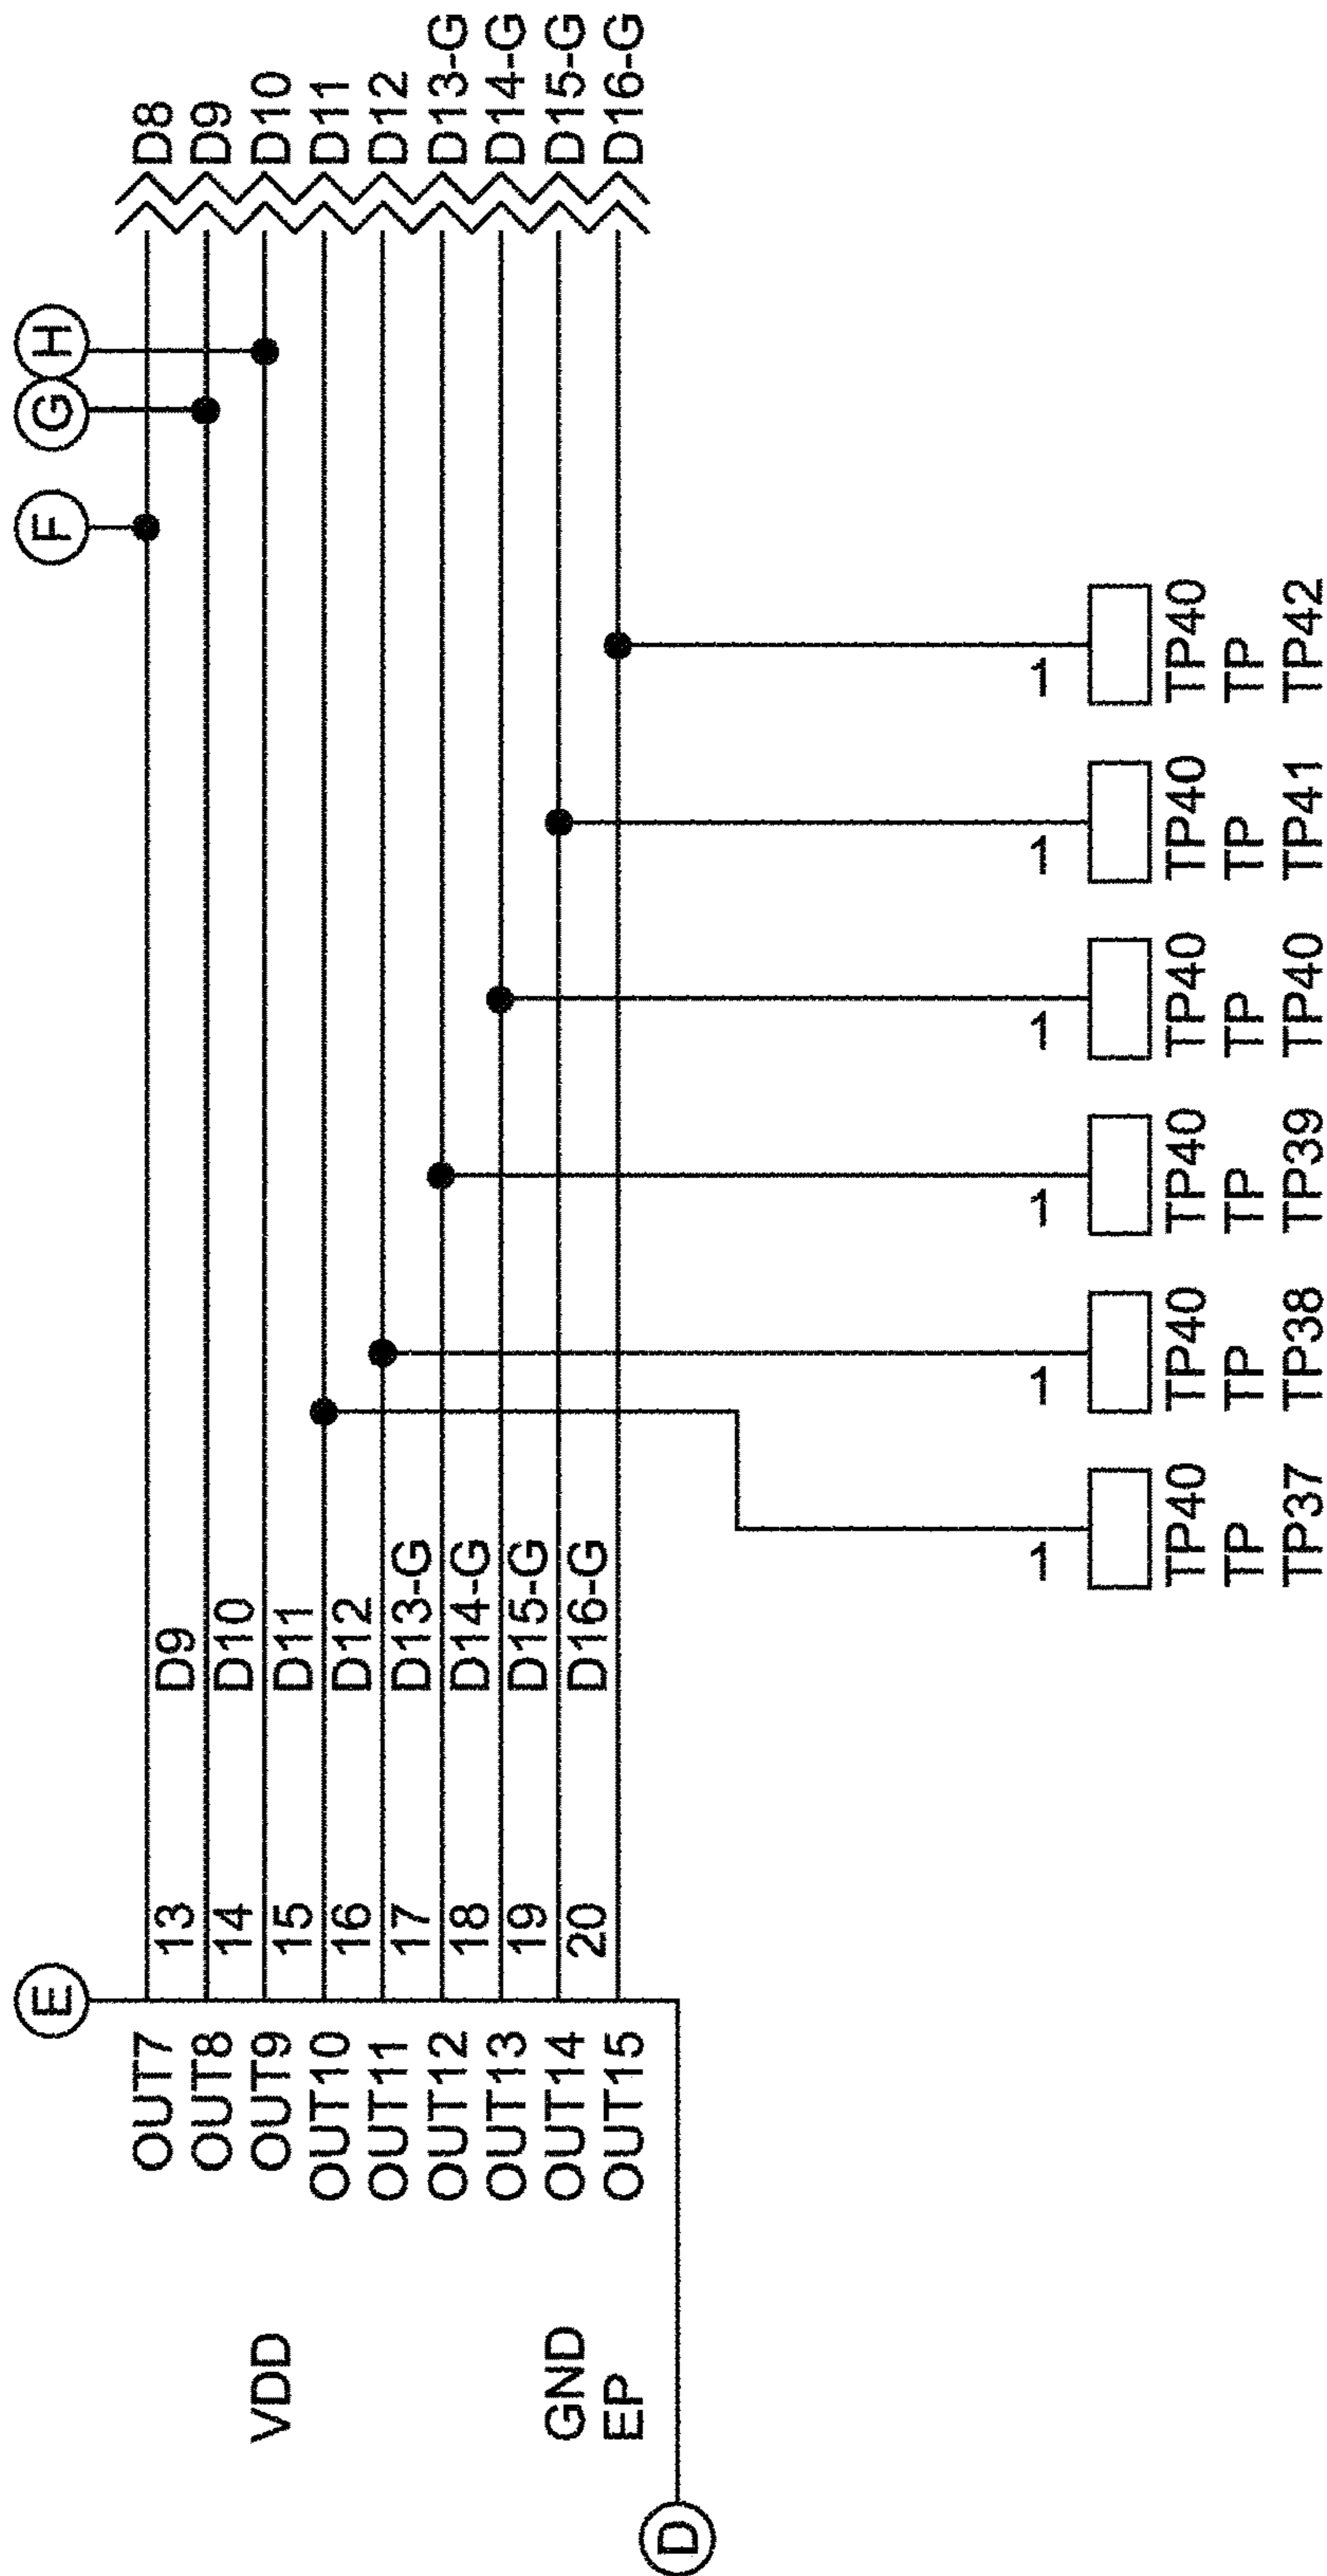 E F G H
OUT7 D8
13 D9
OUT8 D9
14 D10
VDD OUT9 D10
15 D11
OUT10 D11
16 D12
OUT11 D12
17 D13-G
OUT12 D13-G
18 D14-G
OUT13 D14-G
19 D15-G
GND OUT14 D15-G
20 D16-G
EP OUT15 D16-G
D
1 1 1 1 1 1
TP40 TP40 TP40 TP40 TP40 TP40
TP TP TP TP TP TP
TP37 TP38 TP39 TP40 TP41 TP42